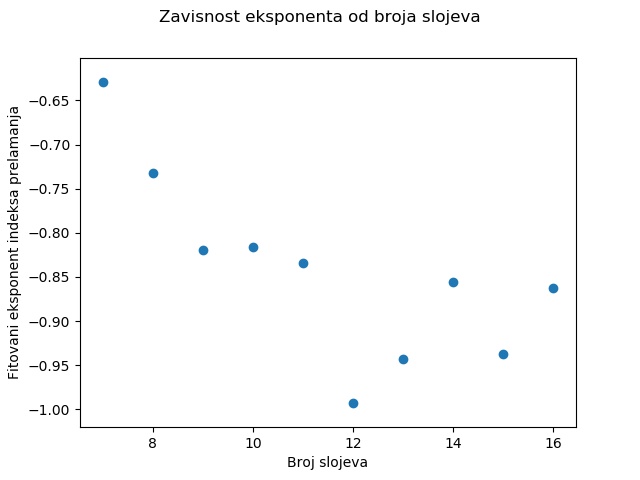 Zavisnost eksponenta od broja slojeva
Fitovani eksponent indeksa prelamanja
−0.65
−0.70
−0.75
−0.80
−0.85
−0.90
−0.95
−1.00
8 10 12 14 16
Broj slojeva